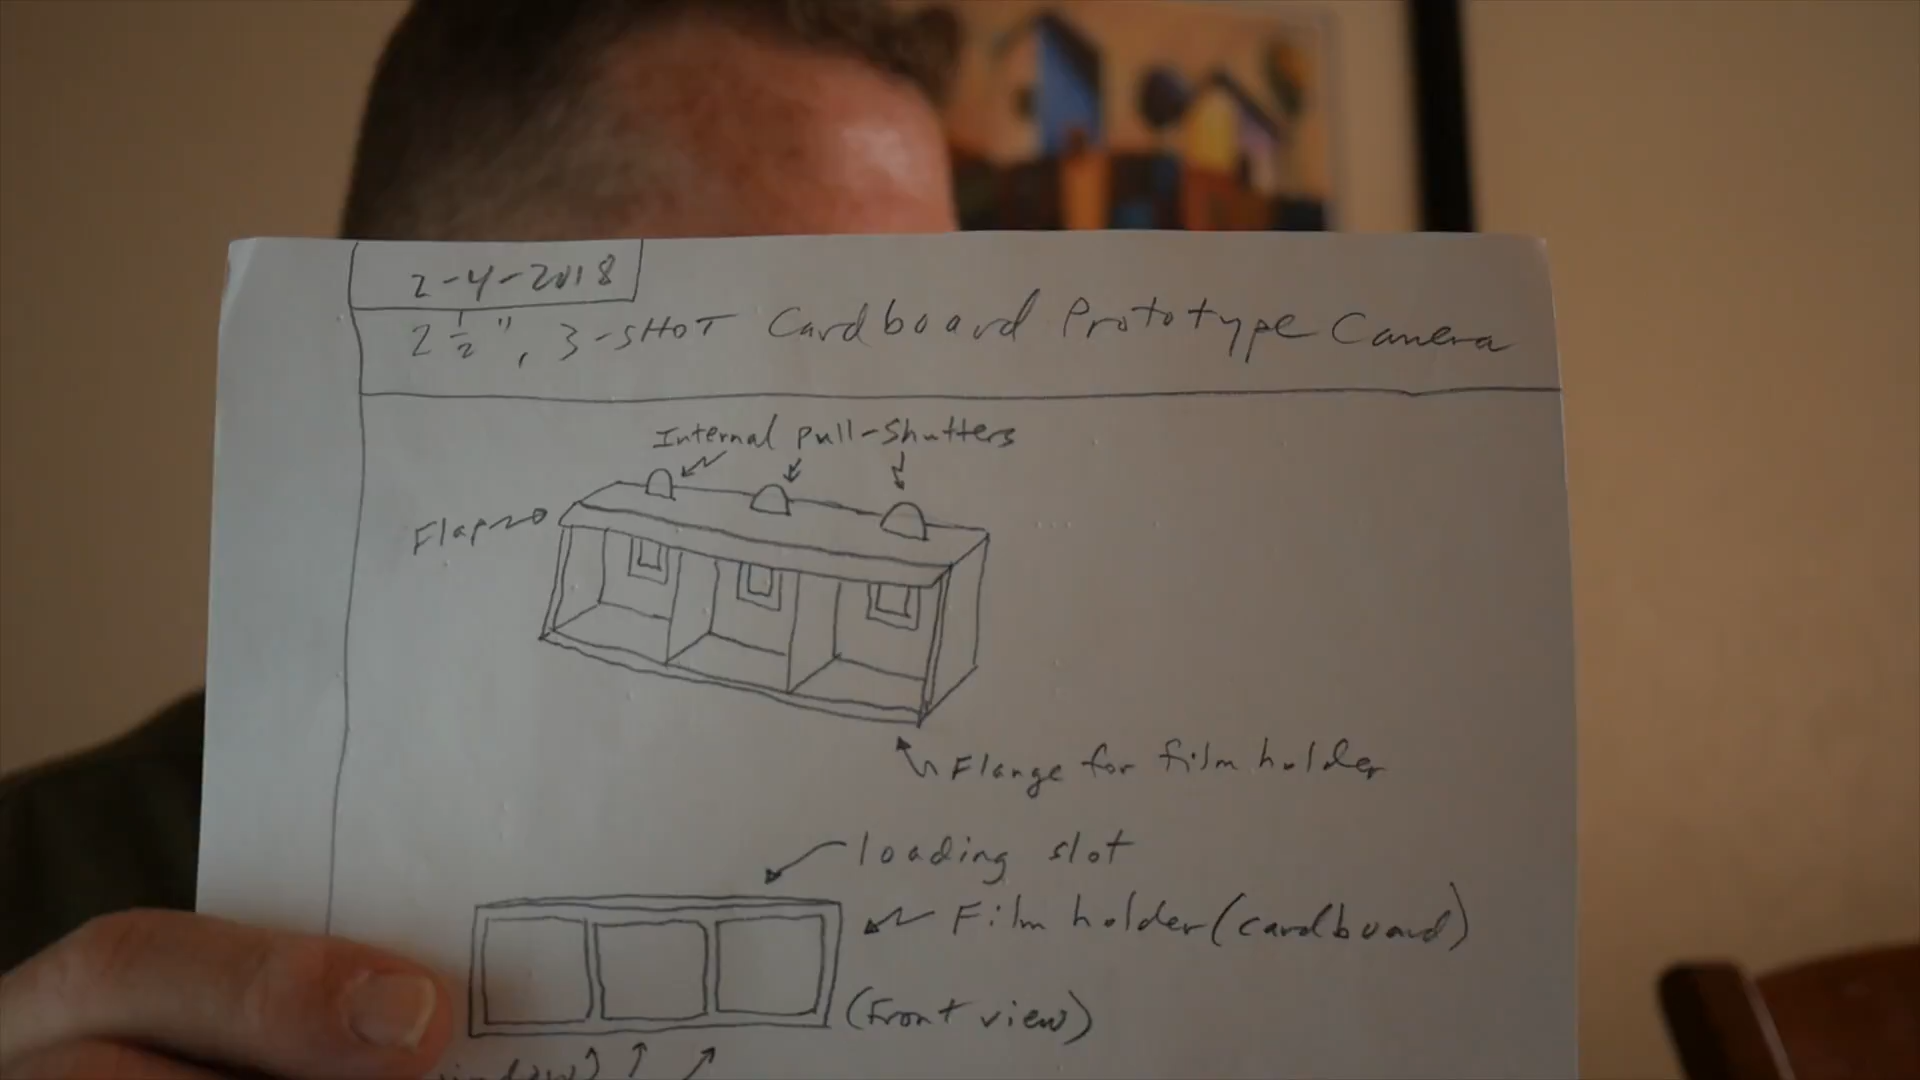 2-4-2018
2 1/2", 3-SHOT Cardboard Prototype Camera
Internal pull-shutters
Flap
Flange for film holder
loading slot
Film holder (cardboard)
(Front view)